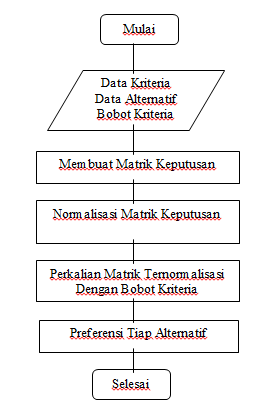 Mulai
Data Kriteria
Data Alternatif
Bobot Kriteria
Membuat Matrik Keputusan
Normalisasi Matrik Keputusan
Perkalian Matrik Ternormalisasi
Dengan Bobot Kriteria
Preferensi Tiap Alternatif
Selesai